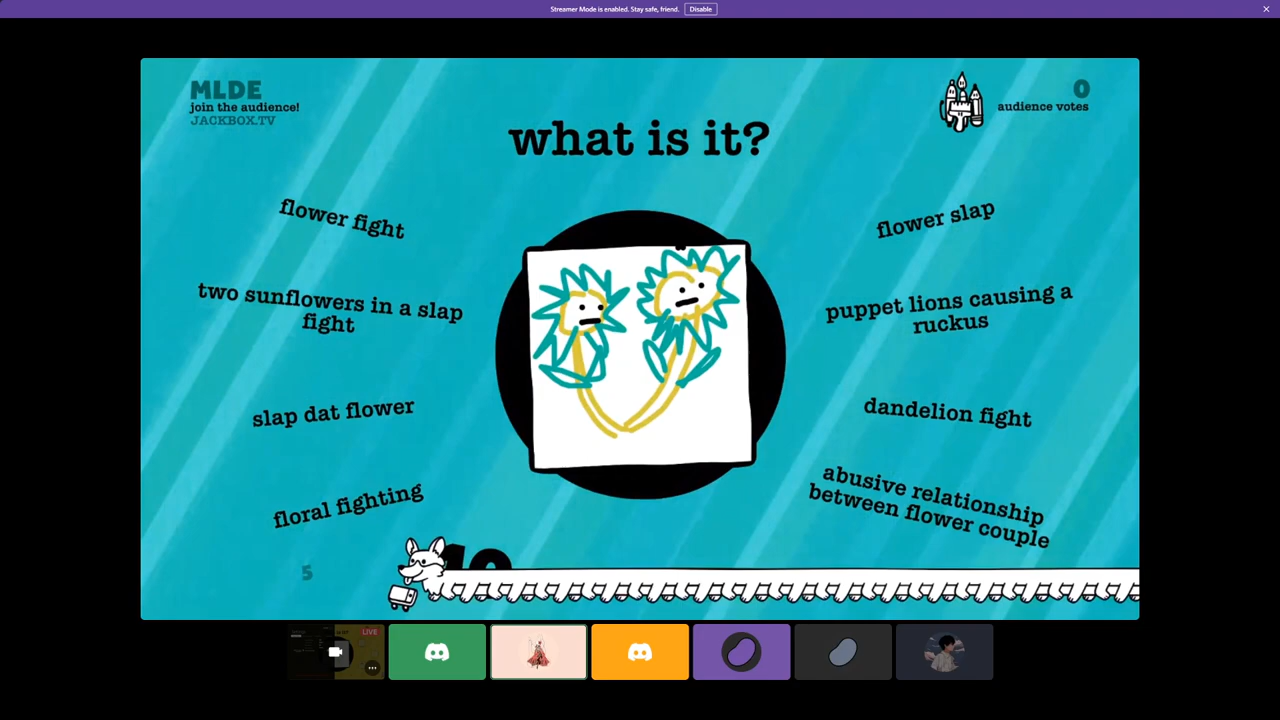 Streamer Mode is enabled. Stay safe, friend. Disable
MLDE
join the audience!
JACKBOX.TV
0
audience votes
what is it?
flower fight
two sunflowers in a slap
fight
slap dat flower
floral fighting
flower slap
puppet lions causing a
ruckus
dandelion fight
abusive relationship
between flower couple
5
10
LIVE